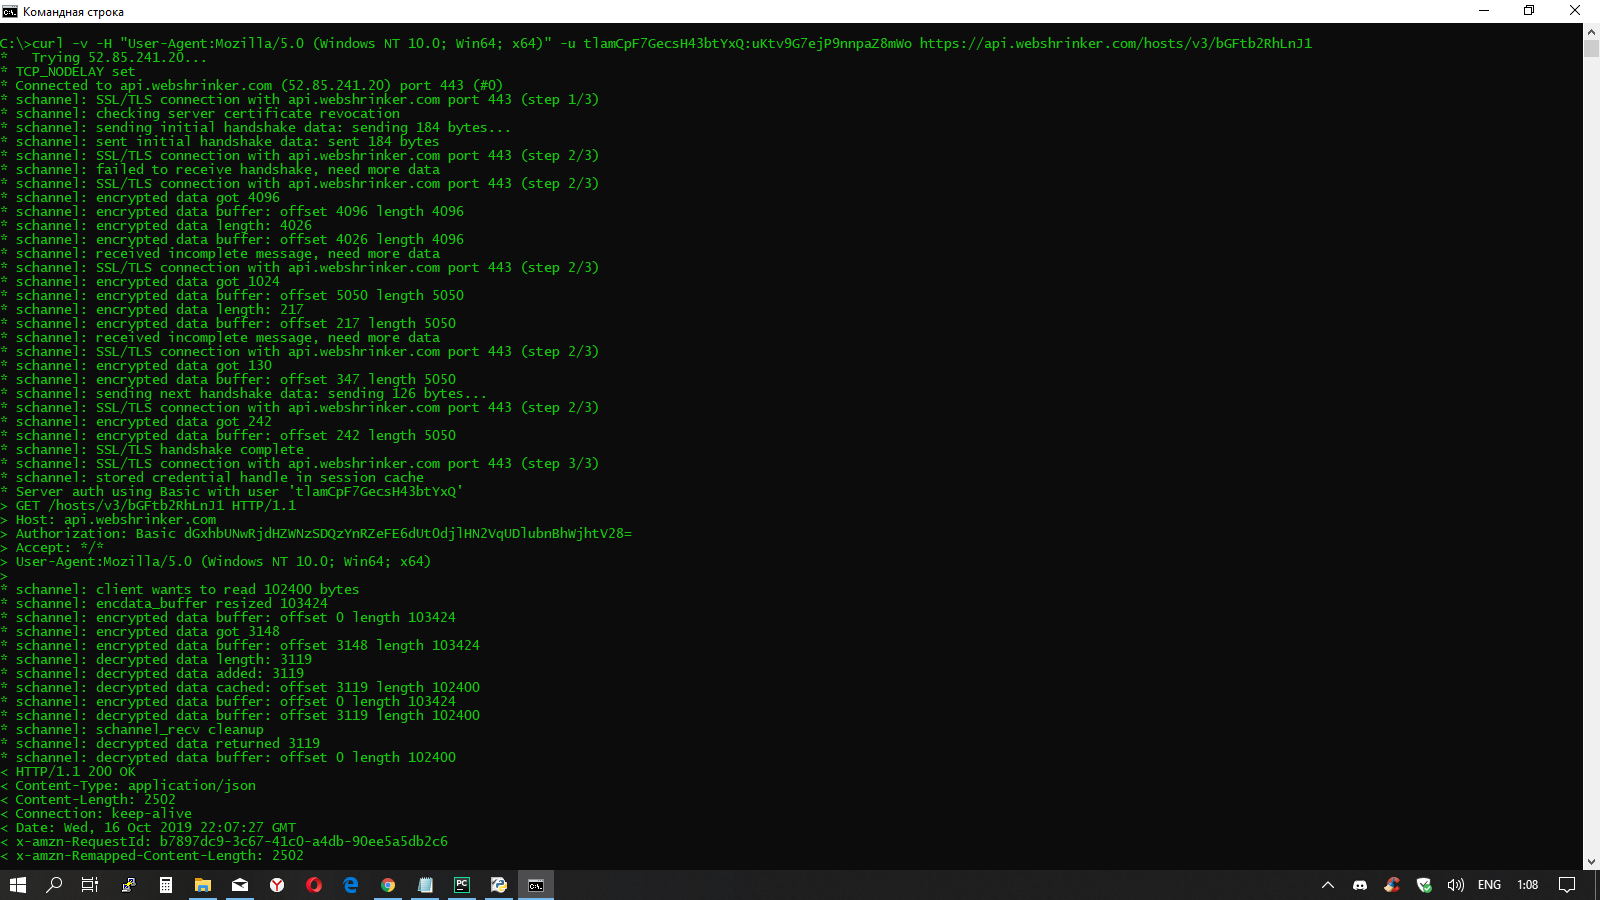 Командная строка
C:\>curl -v -H "User-Agent:Mozilla/5.0 (Windows NT 10.0; Win64; x64)" -u tlamCpF7GecsH43btYxQ:uKtv9G7ejP9nnpaZ8mWo https://api.webshrinker.com/hosts/v3/bGFtb2RhLnJ1
*   Trying 52.85.241.20...
* TCP_NODELAY set
* Connected to api.webshrinker.com (52.85.241.20) port 443 (#0)
* schannel: SSL/TLS connection with api.webshrinker.com port 443 (step 1/3)
* schannel: checking server certificate revocation
* schannel: sending initial handshake data: sending 184 bytes...
* schannel: sent initial handshake data: sent 184 bytes
* schannel: SSL/TLS connection with api.webshrinker.com port 443 (step 2/3)
* schannel: failed to receive handshake, need more data
* schannel: SSL/TLS connection with api.webshrinker.com port 443 (step 2/3)
* schannel: encrypted data got 4096
* schannel: encrypted data buffer: offset 4096 length 4096
* schannel: encrypted data length: 4026
* schannel: encrypted data buffer: offset 4026 length 4096
* schannel: received incomplete message, need more data
* schannel: SSL/TLS connection with api.webshrinker.com port 443 (step 2/3)
* schannel: encrypted data got 1024
* schannel: encrypted data buffer: offset 5050 length 5050
* schannel: encrypted data length: 217
* schannel: encrypted data buffer: offset 217 length 5050
* schannel: received incomplete message, need more data
* schannel: SSL/TLS connection with api.webshrinker.com port 443 (step 2/3)
* schannel: encrypted data got 130
* schannel: encrypted data buffer: offset 347 length 5050
* schannel: sending next handshake data: sending 126 bytes...
* schannel: SSL/TLS connection with api.webshrinker.com port 443 (step 2/3)
* schannel: encrypted data got 242
* schannel: encrypted data buffer: offset 242 length 5050
* schannel: SSL/TLS handshake complete
* schannel: SSL/TLS connection with api.webshrinker.com port 443 (step 3/3)
* schannel: stored credential handle in session cache
* Server auth using Basic with user 'tlamCpF7GecsH43btYxQ'
> GET /hosts/v3/bGFtb2RhLnJ1 HTTP/1.1
> Host: api.webshrinker.com
> Authorization: Basic dGxhbUNwRjdHZWNzSDQzYnRZeFE6dUt0djlHN2VqUDlubnBhWjhtV28=
> Accept: */*
> User-Agent:Mozilla/5.0 (Windows NT 10.0; Win64; x64)
>
* schannel: client wants to read 102400 bytes
* schannel: encdata_buffer resized 103424
* schannel: encrypted data buffer: offset 0 length 103424
* schannel: encrypted data got 3148
* schannel: encrypted data buffer: offset 3148 length 103424
* schannel: decrypted data length: 3119
* schannel: decrypted data added: 3119
* schannel: decrypted data cached: offset 3119 length 102400
* schannel: encrypted data buffer: offset 0 length 103424
* schannel: decrypted data buffer: offset 3119 length 102400
* schannel: schannel_recv cleanup
* schannel: decrypted data returned 3119
* schannel: decrypted data buffer: offset 0 length 102400
< HTTP/1.1 200 OK
< Content-Type: application/json
< Content-Length: 2502
< Connection: keep-alive
< Date: Wed, 16 Oct 2019 22:07:27 GMT
< x-amzn-RequestId: b7897dc9-3c67-41c0-a4db-90ee5a5db2c6
< x-amzn-Remapped-Content-Length: 2502
ENG 1:08